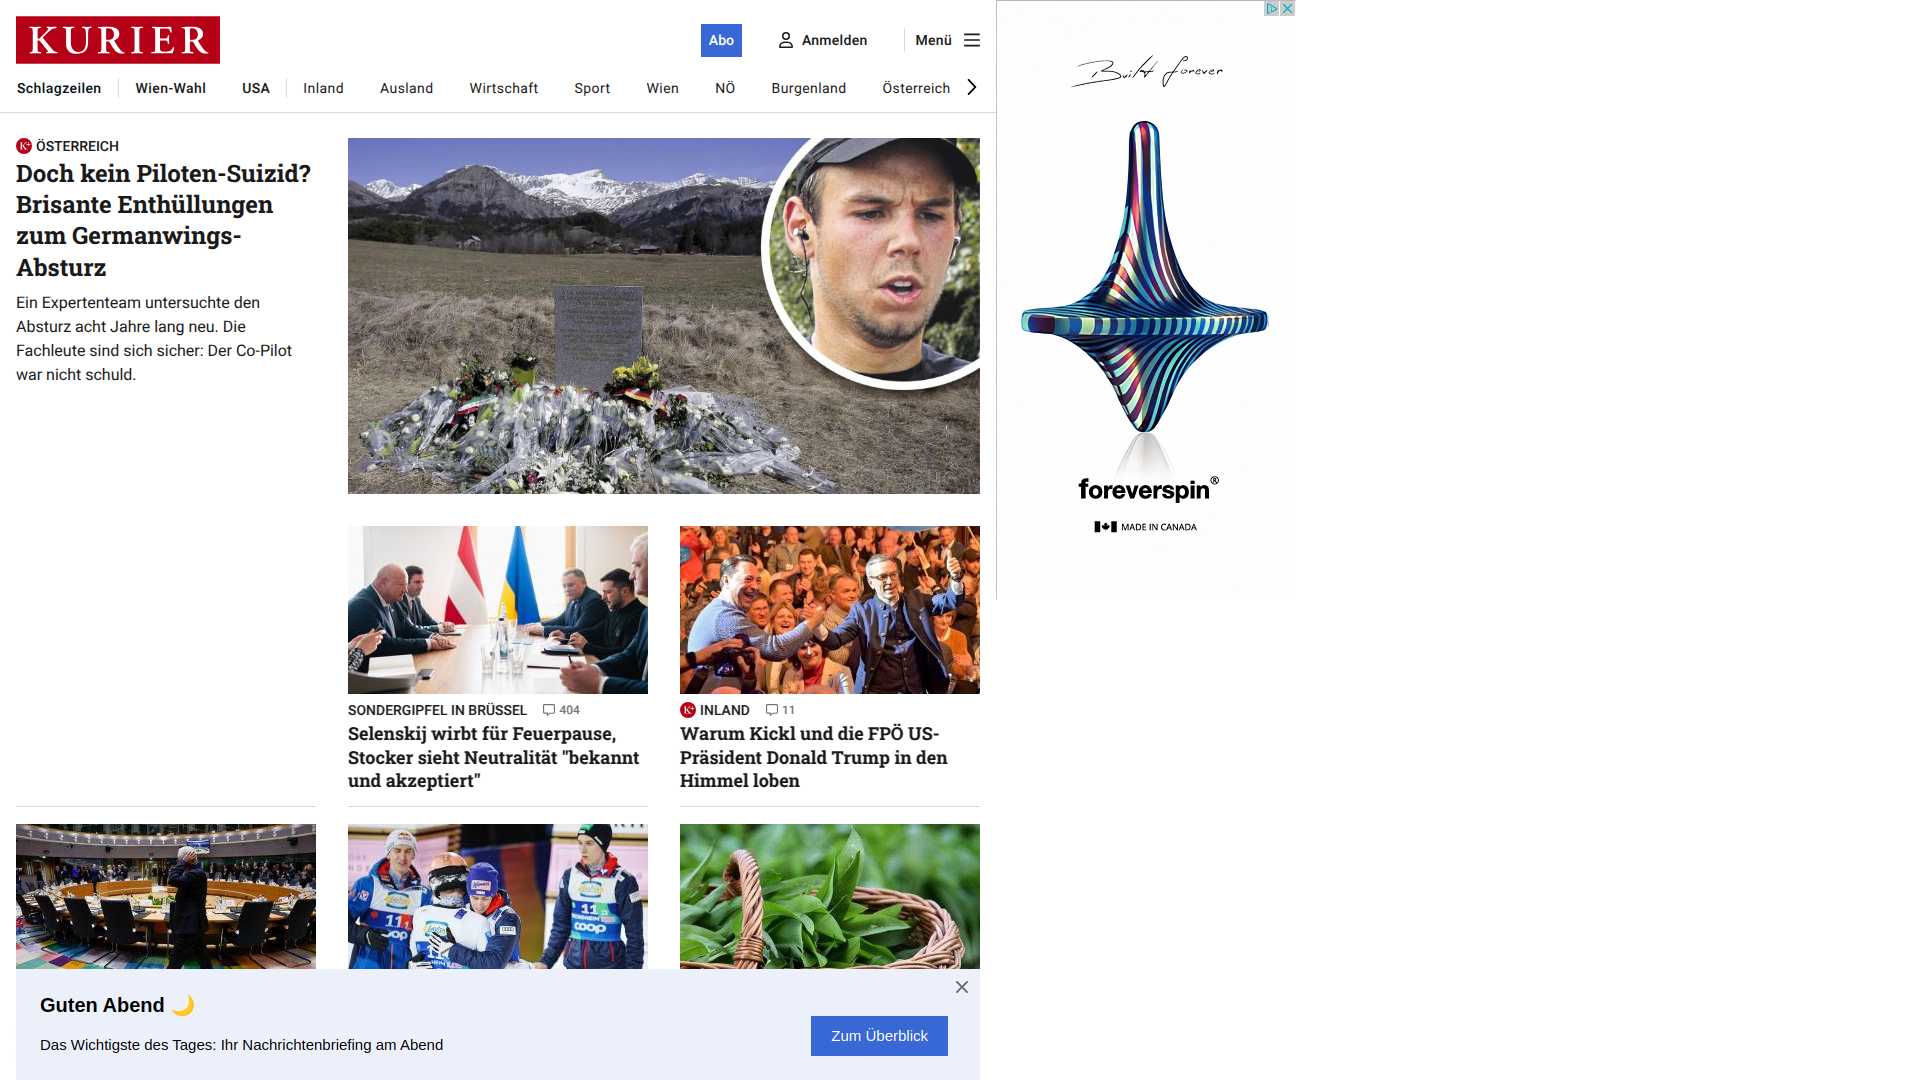 KURIER
Abo
Anmelden
Menü
Schlagzeilen
Wien-Wahl
USA
Inland
Ausland
Wirtschaft
Sport
Wien
NÖ
Burgenland
Österreich
ÖSTERREICH
Doch kein Piloten-Suizid?
Brisante Enthüllungen
zum Germanwings-
Absturz
Ein Expertenteam untersuchte den
Absturz acht Jahre lang neu. Die
Fachleute sind sich sicher: Der Co-Pilot
war nicht schuld.
SONDERGIPFEL IN BRÜSSEL 404
Selenskij wirbt für Feuerpause,
Stocker sieht Neutralität "bekannt
und akzeptiert"
INLAND 11
Warum Kickl und die FPÖ US-
Präsident Donald Trump in den
Himmel loben
coop
Guten Abend 🌙
Das Wichtigste des Tages: Ihr Nachrichtenbriefing am Abend
Zum Überblick
Built forever
foreverspin®
MADE IN CANADA